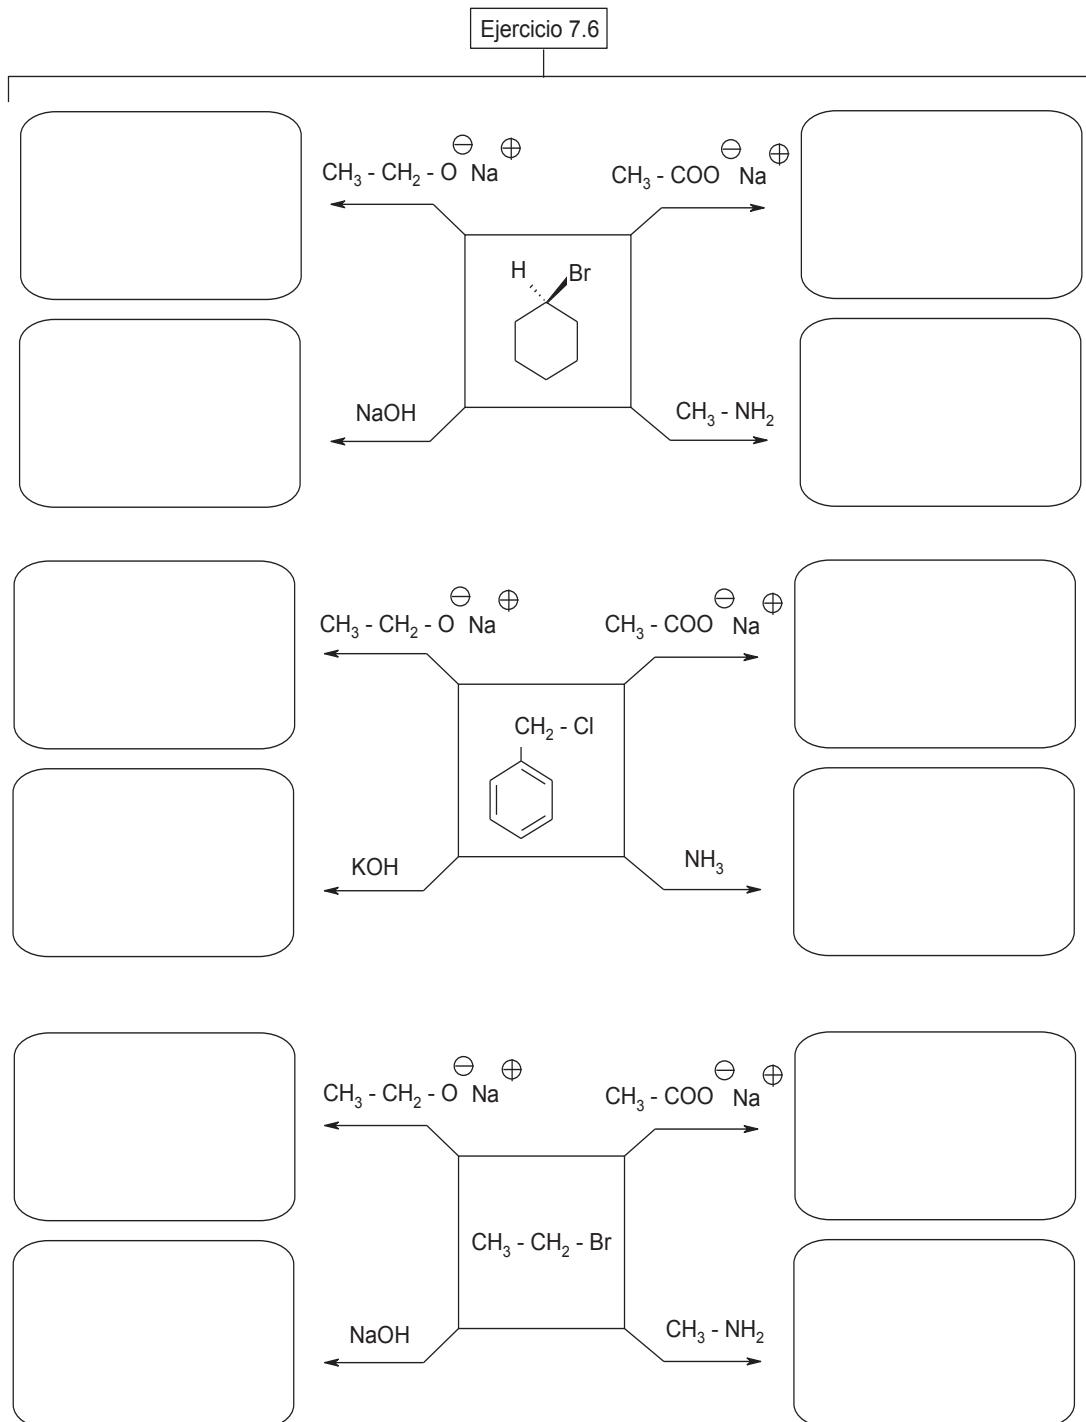 Ejercicio 7.6
CH₃ - CH₂ - O⊖ Na⊕
CH₃ - COO⊖ Na⊕
H
Br
NaOH
CH₃ - NH₂
CH₃ - CH₂ - O⊖ Na⊕
CH₃ - COO⊖ Na⊕
CH₂ - Cl
KOH
NH₃
CH₃ - CH₂ - O⊖ Na⊕
CH₃ - COO⊖ Na⊕
CH₃ - CH₂ - Br
NaOH
CH₃ - NH₂